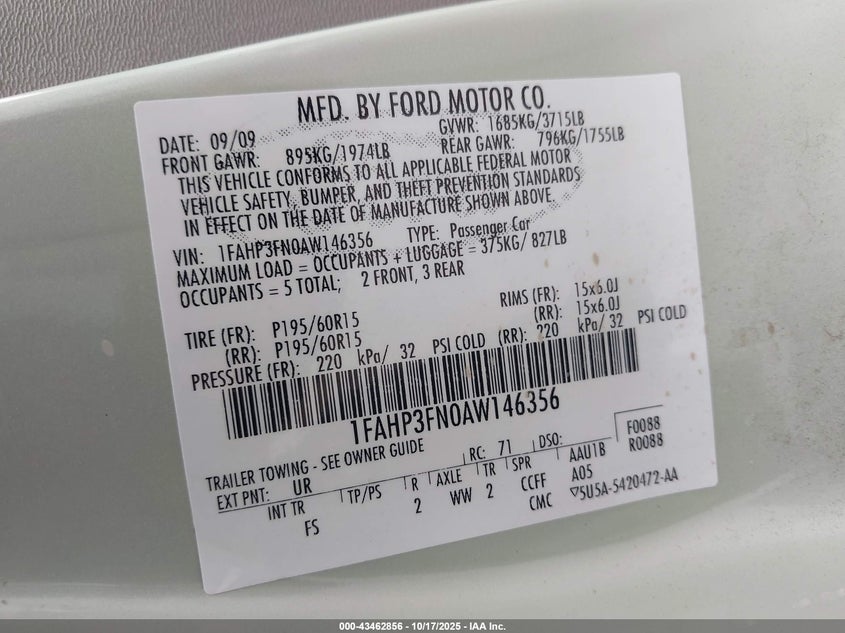 MFD. BY FORD MOTOR CO.
DATE: 09/09 GVWR: 1685KG/3715LB
FRONT GAWR: 895KG/1974LB REAR GAWR: 796KG/1755LB
THIS VEHICLE CONFORMS TO ALL APPLICABLE FEDERAL MOTOR
VEHICLE SAFETY, BUMPER, AND THEFT PREVENTION STANDARDS
IN EFFECT ON THE DATE OF MANUFACTURE SHOWN ABOVE.
VIN: 1FAHP3FN0AW146356 TYPE: Passenger Car
MAXIMUM LOAD = OCCUPANTS + LUGGAGE = 375KG/ 827LB
OCCUPANTS = 5 TOTAL; 2 FRONT, 3 REAR
TIRE (FR): P195/60R15 RIMS (FR): 15x6.0J
(RR): P195/60R15 (RR): 15x6.0J
PRESSURE (FR): 220 kPa/ 32 PSI COLD (RR): 220 kPa/ 32 PSI COLD
1FAHP3FN0AW146356
TRAILER TOWING - SEE OWNER GUIDE RC: 71 DSO: F0088
EXT PNT: UR TP/PS R AXLE TR SPR AAU1B R0088
INT TR 2 WW 2 CCFF A05
FS CMC ▽5U5A-5420472-AA
000-43462856 - 10/17/2025 - IAA Inc.